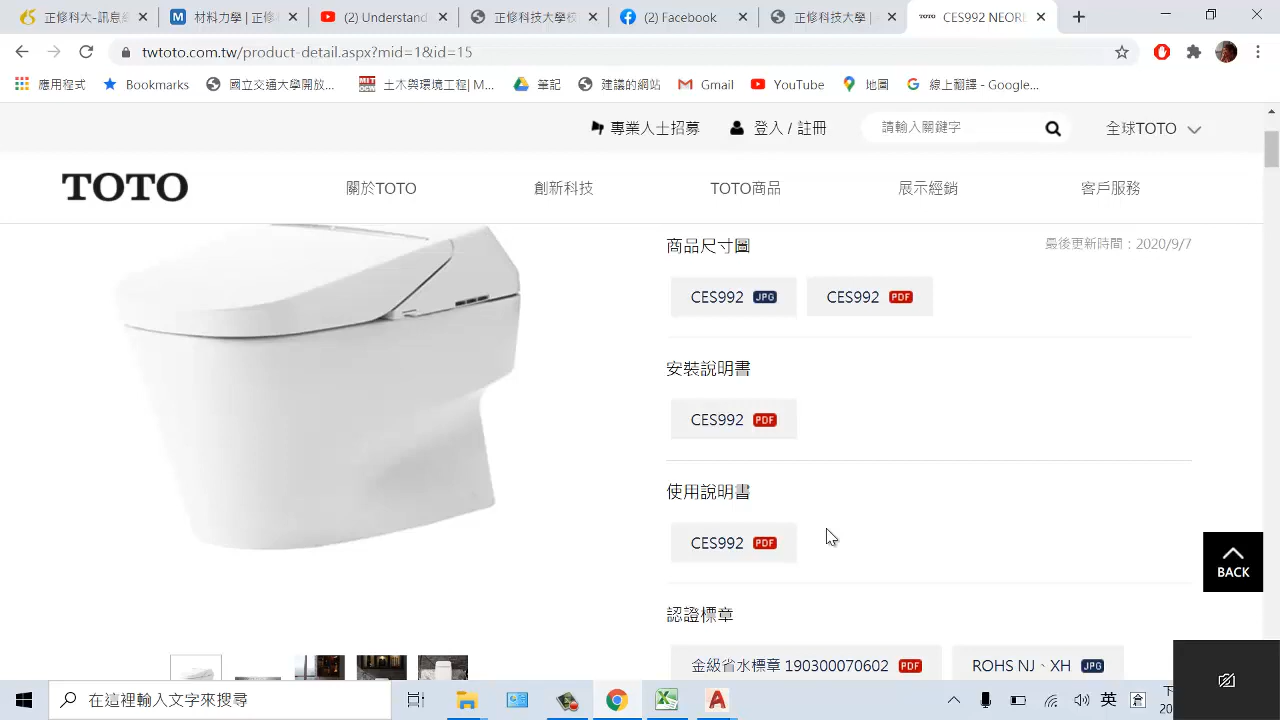 正修科大-訊息
材料力學 | 正修
(2) Understand
正修科技大學
(2) Facebook
正修科技大學
CES992 NEORE
twtoto.com.tw/product-detail.aspx?mid=1&id=15
應用程式
Bookmarks
國立交通大學開放...
土木與環境工程| M...
筆記
建議的網站
Gmail
YouTube
地圖
線上翻譯 - Google...
專業人士招募
登入 / 註冊
請輸入關鍵字
全球TOTO
TOTO
關於TOTO
創新科技
TOTO商品
展示經銷
客戶服務
商品尺寸圖
最後更新時間：2020/9/7
CES992 JPG
CES992 PDF
安裝說明書
CES992 PDF
使用說明書
CES992 PDF
BACK
認證標章
金級省水標章 190300070602 PDF
ROHS NJ、XH JPG
在這裡輸入文字來搜尋
英
下
20